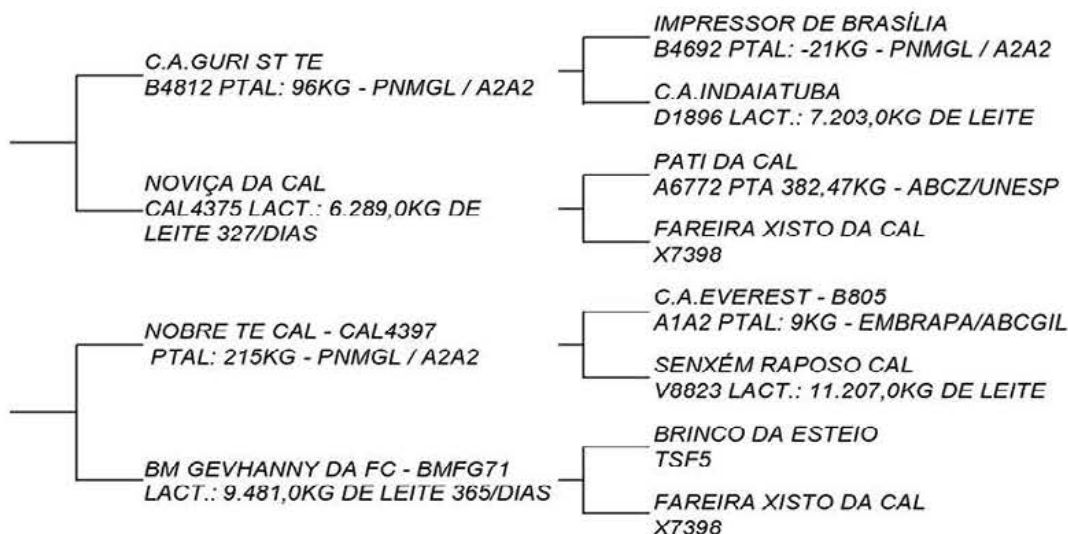 C.A.GURI ST TE
B4812 PTAL: 96KG - PNMGL / A2A2
NOVIÇA DA CAL
CAL4375 LACT.: 6.289,0KG DE
LEITE 327/DIAS
NOBRE TE CAL - CAL4397
PTAL: 215KG - PNMGL / A2A2
BM GEVHANNY DA FC - BMFG71
LACT.: 9.481,0KG DE LEITE 365/DIAS
IMPRESSOR DE BRASÍLIA
B4692 PTAL: -21KG - PNMGL / A2A2
C.A.INDAIATUBA
D1896 LACT.: 7.203,0KG DE LEITE
PATI DA CAL
A6772 PTA 382,47KG - ABCZ/UNESP
FAREIRA XISTO DA CAL
X7398
C.A.EVEREST - B805
A1A2 PTAL: 9KG - EMBRAPA/ABCGIL
SENXÉM RAPOSO CAL
V8823 LACT.: 11.207,0KG DE LEITE
BRINCO DA ESTEIO
TSF5
FAREIRA XISTO DA CAL
X7398